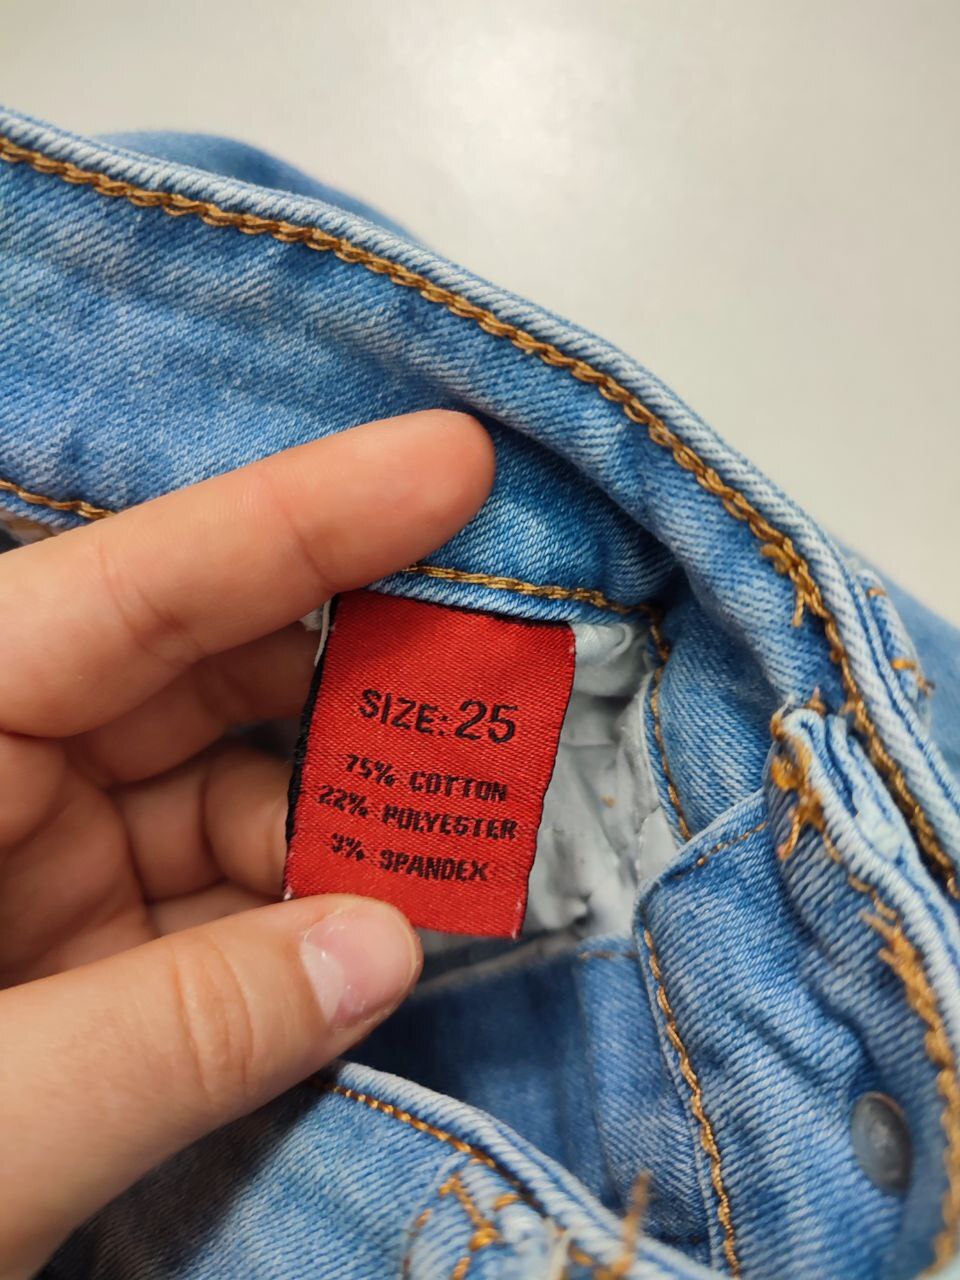 SIZE: 25
75% COTTON
22% POLYESTER
3% SPANDEX